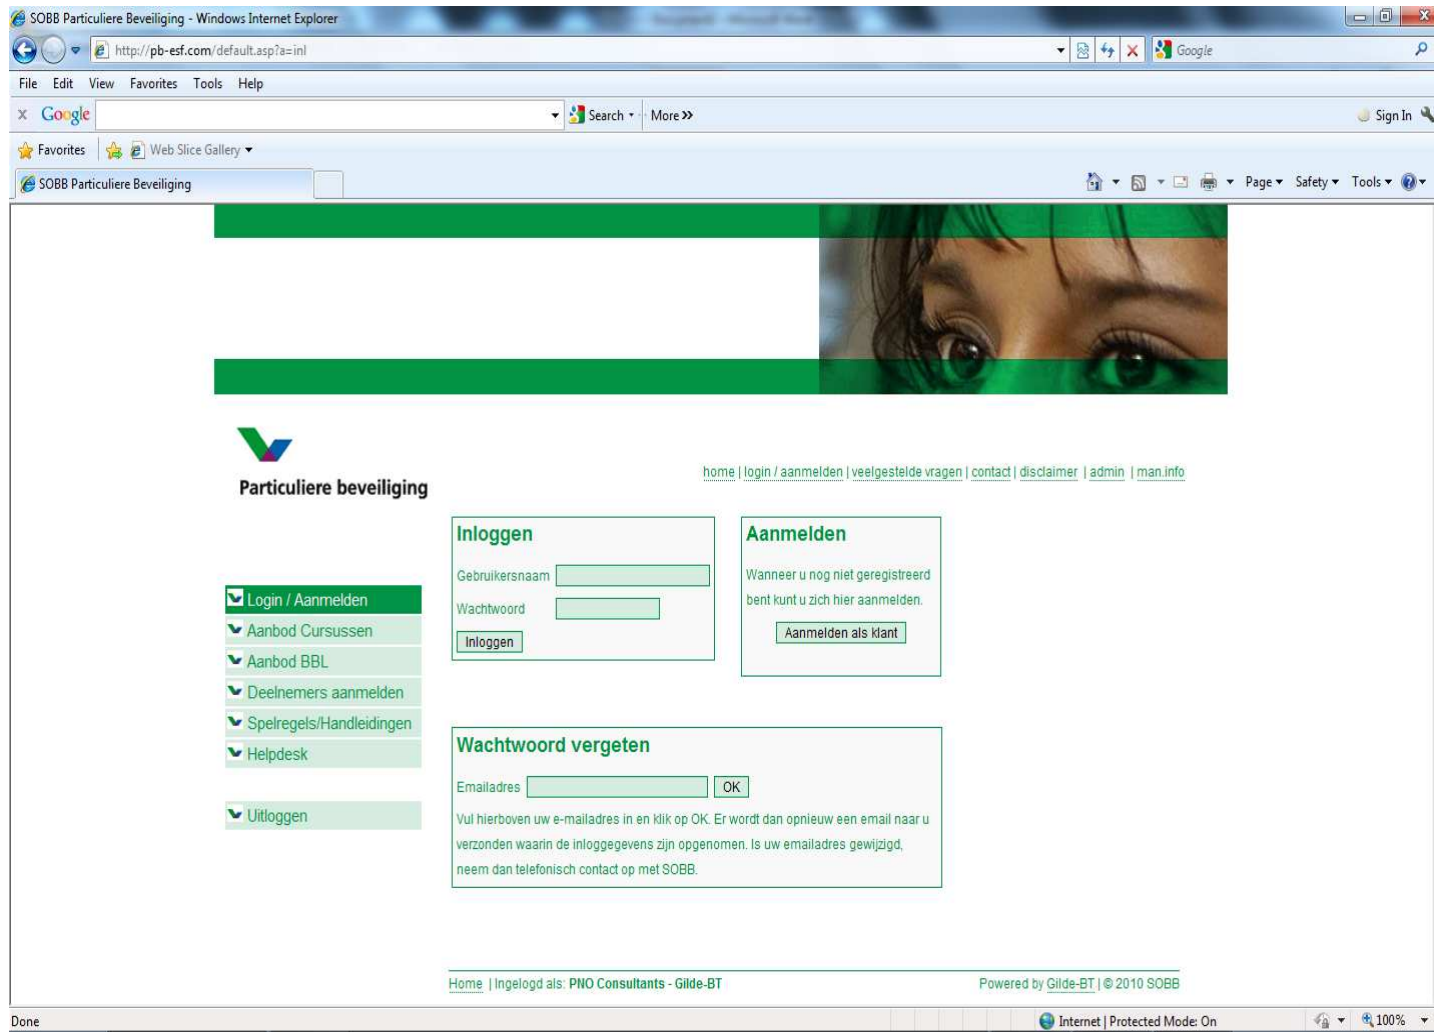 SOBB Particuliere Beveiliging - Windows Internet Explorer
http://pb-esf.com/default.asp?a=inl
Google
File Edit View Favorites Tools Help
x Google Search More >>
Sign In
Favorites Web Slice Gallery
SOBB Particuliere Beveiliging
Page Safety Tools
Particuliere beveiliging
home | login / aanmelden | veelgestelde vragen | contact | disclaimer | admin | man.info
Login / Aanmelden
Aanbod Cursussen
Aanbod BBL
Deelnemers aanmelden
Spelregels/Handleidingen
Helpdesk
Uitloggen
Inloggen
Gebruikersnaam
Wachtwoord
Inloggen
Aanmelden
Wanneer u nog niet geregistreerd
bent kunt u zich hier aanmelden.
Aanmelden als klant
Wachtwoord vergeten
Emailadres OK
Vul hierboven uw e-mailadres in en klik op OK. Er wordt dan opnieuw een email naar u
verzonden waarin de inloggegevens zijn opgenomen. Is uw emailadres gewijzigd,
neem dan telefonisch contact op met SOBB.
Home | Ingelogd als: PNO Consultants - Gilde-BT
Powered by Gilde-BT | © 2010 SOBB
Done
Internet | Protected Mode: On
100%